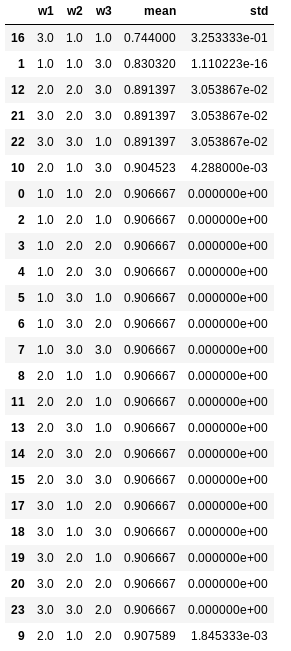 w1 w2 w3 mean std
16 3.0 1.0 1.0 0.744000 3.253333e-01
1 1.0 1.0 3.0 0.830320 1.110223e-16
12 2.0 2.0 2.0 0.891397 3.053867e-02
21 3.0 2.0 3.0 0.891397 3.053867e-02
22 3.0 3.0 1.0 0.891397 3.053867e-02
10 2.0 1.0 3.0 0.904523 4.288000e-03
0 1.0 1.0 2.0 0.906667 0.000000e+00
2 1.0 2.0 1.0 0.906667 0.000000e+00
3 1.0 2.0 2.0 0.906667 0.000000e+00
4 1.0 2.0 3.0 0.906667 0.000000e+00
5 1.0 3.0 1.0 0.906667 0.000000e+00
6 1.0 3.0 2.0 0.906667 0.000000e+00
7 1.0 3.0 3.0 0.906667 0.000000e+00
8 2.0 1.0 1.0 0.906667 0.000000e+00
11 2.0 2.0 1.0 0.906667 0.000000e+00
13 2.0 3.0 1.0 0.906667 0.000000e+00
14 2.0 3.0 2.0 0.906667 0.000000e+00
15 2.0 3.0 3.0 0.906667 0.000000e+00
17 3.0 1.0 2.0 0.906667 0.000000e+00
18 3.0 1.0 3.0 0.906667 0.000000e+00
19 3.0 2.0 1.0 0.906667 0.000000e+00
20 3.0 2.0 2.0 0.906667 0.000000e+00
23 3.0 3.0 2.0 0.906667 0.000000e+00
9 2.0 1.0 2.0 0.907589 1.845333e-03